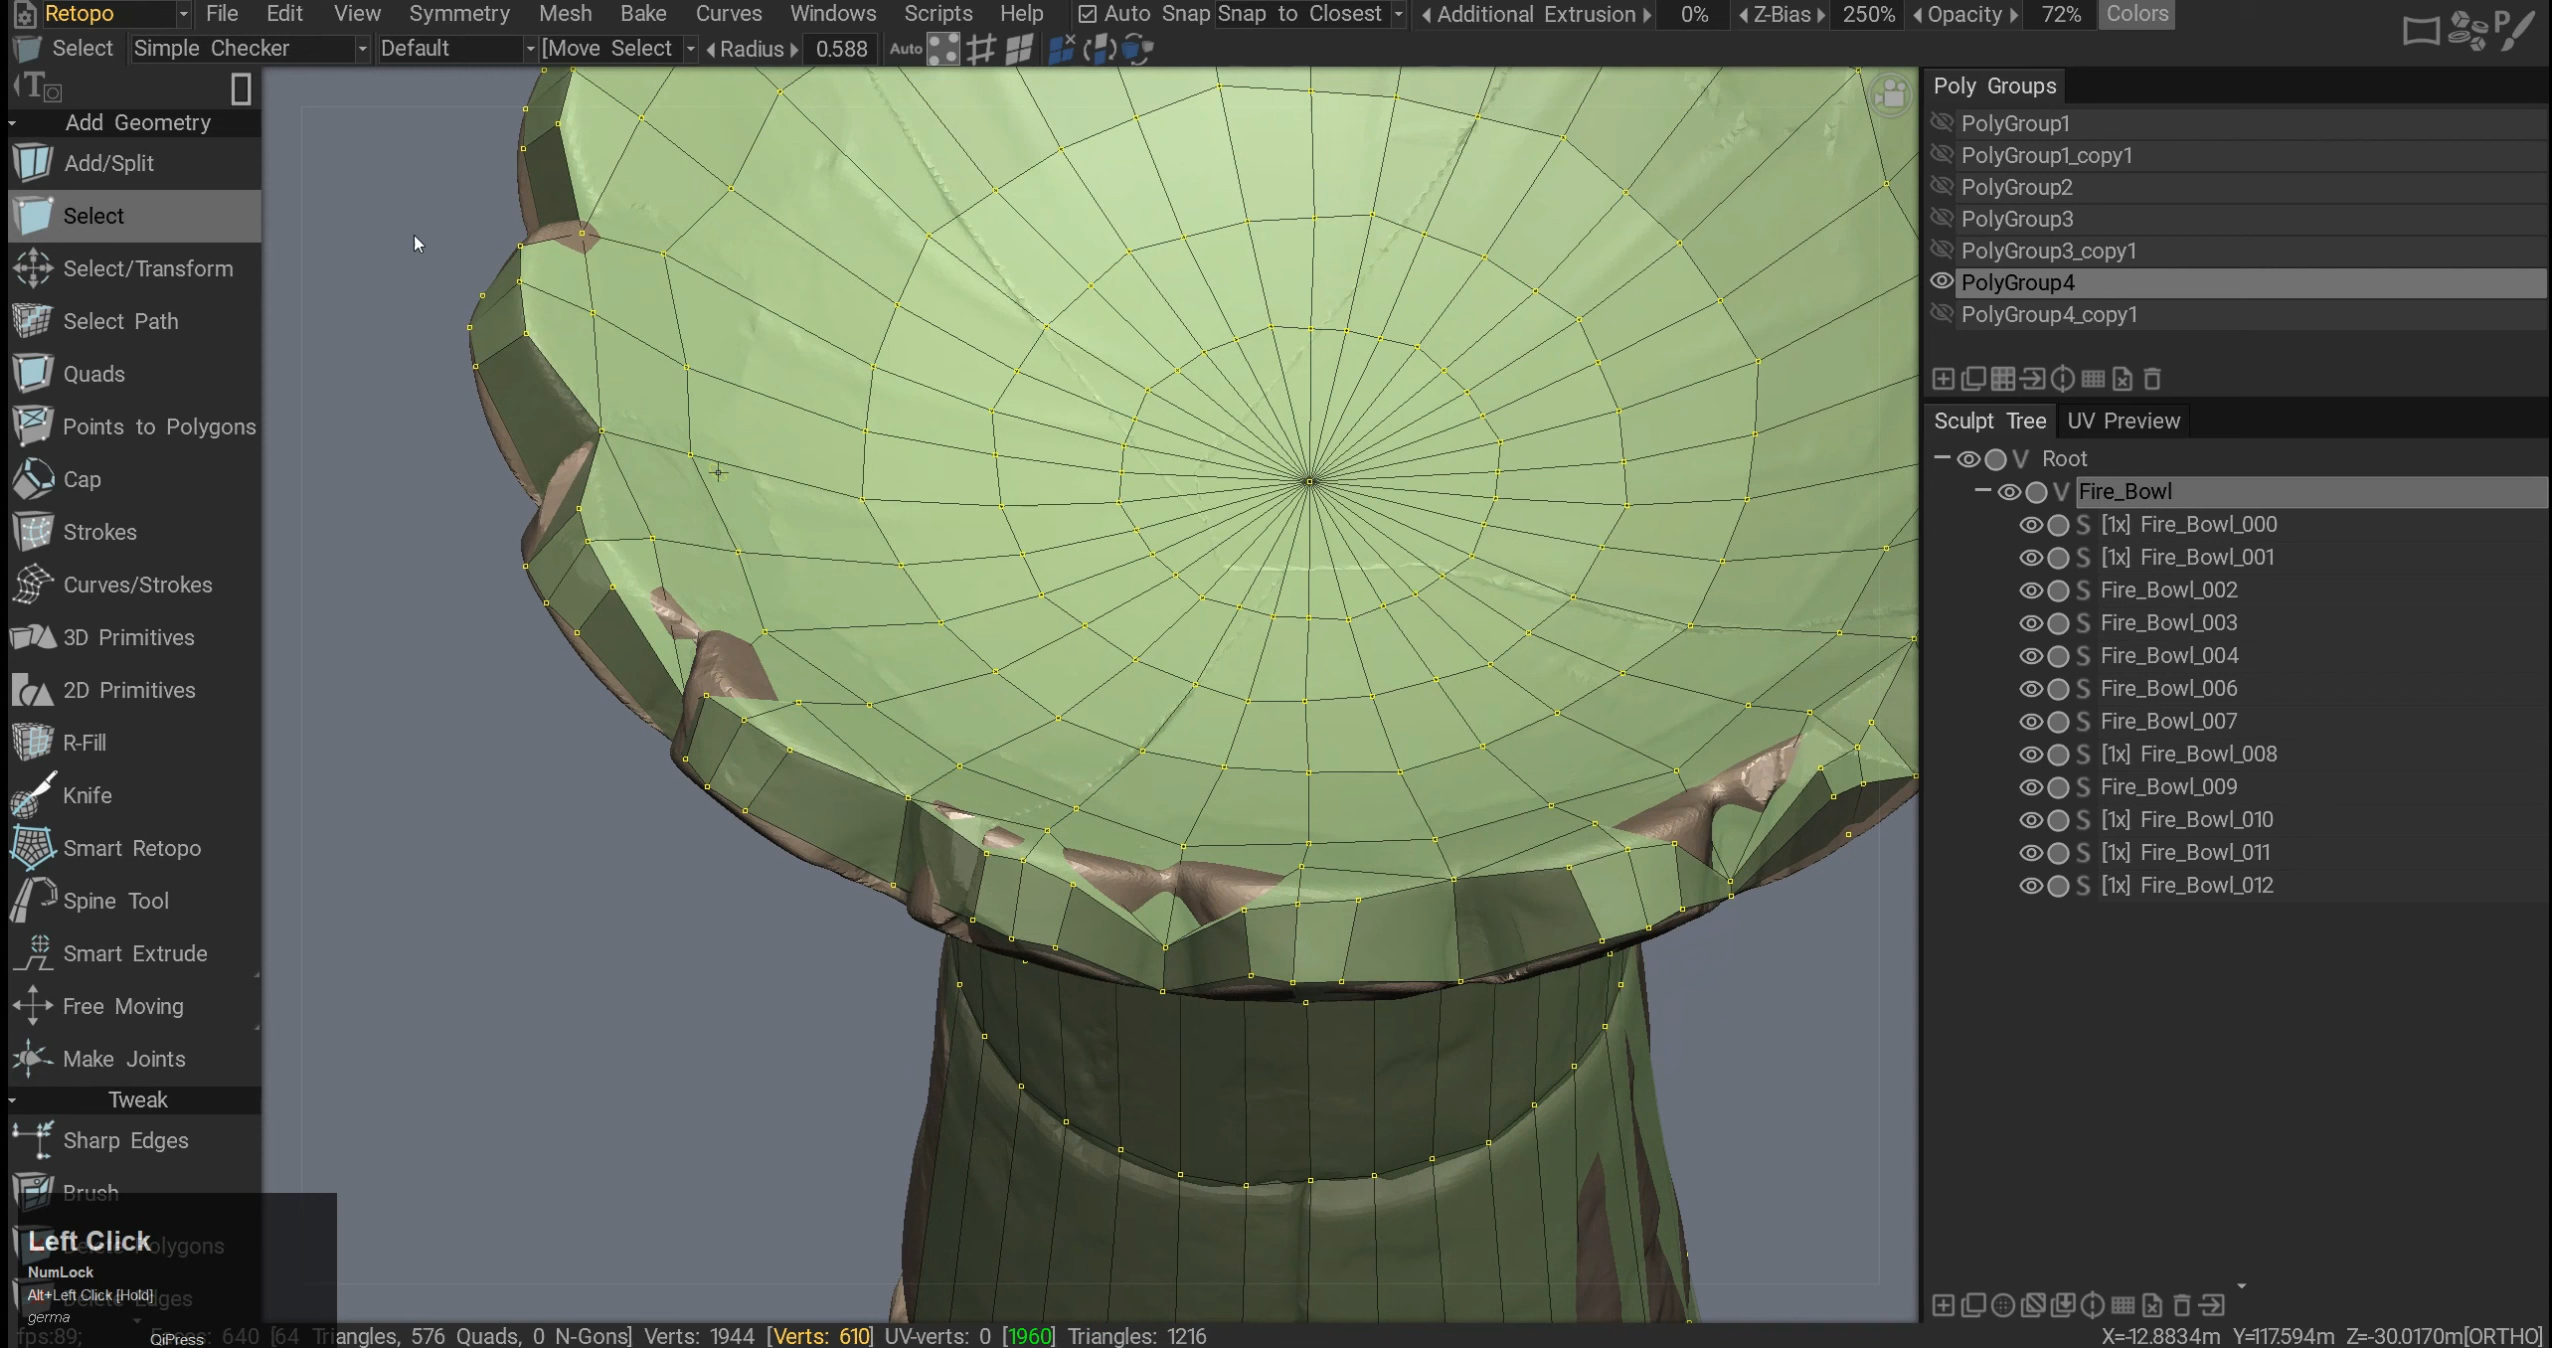 Retopo File Edit View Symmetry Mesh Bake Curves Windows Scripts Help Auto Snap Snap to Closest Additional Extrusion 0% Z-Bias 250% Opacity 72% Colors
Select Simple Checker Default [Move Select Radius 0.588 Auto
Add Geometry
Add/Split
Select
Select/Transform
Select Path
Quads
Points to Polygons
Cap
Strokes
Curves/Strokes
3D Primitives
2D Primitives
R-Fill
Knife
Smart Retopo
Spine Tool
Smart Extrude
Free Moving
Make Joints
Tweak
Sharp Edges
Brush
Left Click
NumLock
Alt+Left Click [Hold]
germa
QiPress
Poly Groups
PolyGroup1
PolyGroup1_copy1
PolyGroup2
PolyGroup3
PolyGroup3_copy1
PolyGroup4
PolyGroup4_copy1
Sculpt Tree UV Preview
V Root
V Fire_Bowl
S [1x] Fire_Bowl_000
S [1x] Fire_Bowl_001
S Fire_Bowl_002
S Fire_Bowl_003
S Fire_Bowl_004
S Fire_Bowl_006
S Fire_Bowl_007
S [1x] Fire_Bowl_008
S Fire_Bowl_009
S [1x] Fire_Bowl_010
S [1x] Fire_Bowl_011
S [1x] Fire_Bowl_012
fps:89; 640 [64 Triangles, 576 Quads, 0 N-Gons] Verts: 1944 [Verts: 610] UV-verts: 0 [1960] Triangles: 1216
X=-12.8834m Y=117.594m Z=-30.0170m[ORTHO]